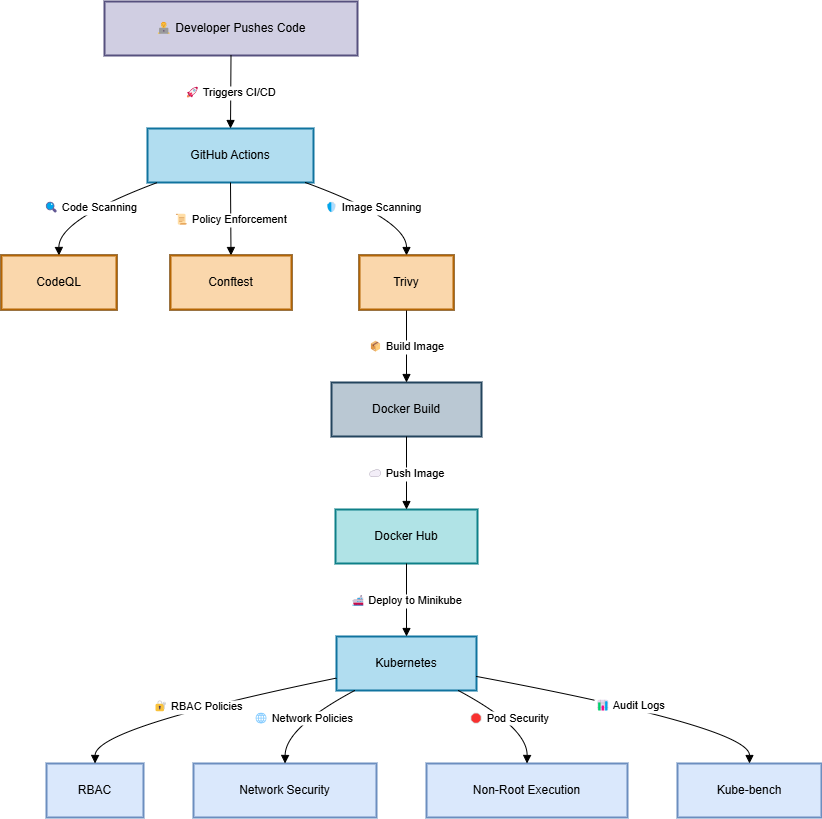 Developer Pushes Code
Triggers CI/CD
GitHub Actions
Code Scanning
Policy Enforcement
Image Scanning
CodeQL
Conftest
Trivy
Build Image
Docker Build
Push Image
Docker Hub
Deploy to Minikube
Kubernetes
RBAC Policies
Network Policies
Pod Security
Audit Logs
RBAC
Network Security
Non-Root Execution
Kube-bench